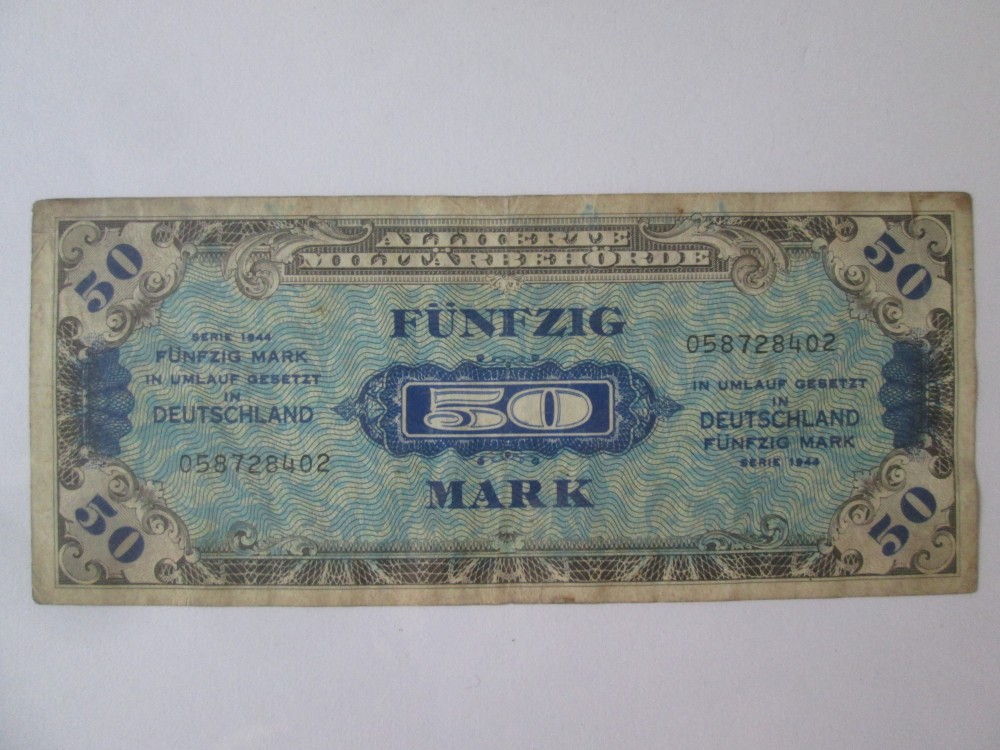 50
ALLIIERTE
MILITÄRBEHÖRDE
50
FÜNFZIG
SERIE 1944
FÜNFZIG MARK
IN UMLAUF GESETZT
IN
DEUTSCHLAND
058728402
50
MARK
058728402
IN UMLAUF GESETZT
IN
DEUTSCHLAND
FÜNFZIG MARK
SERIE 1944
50
50